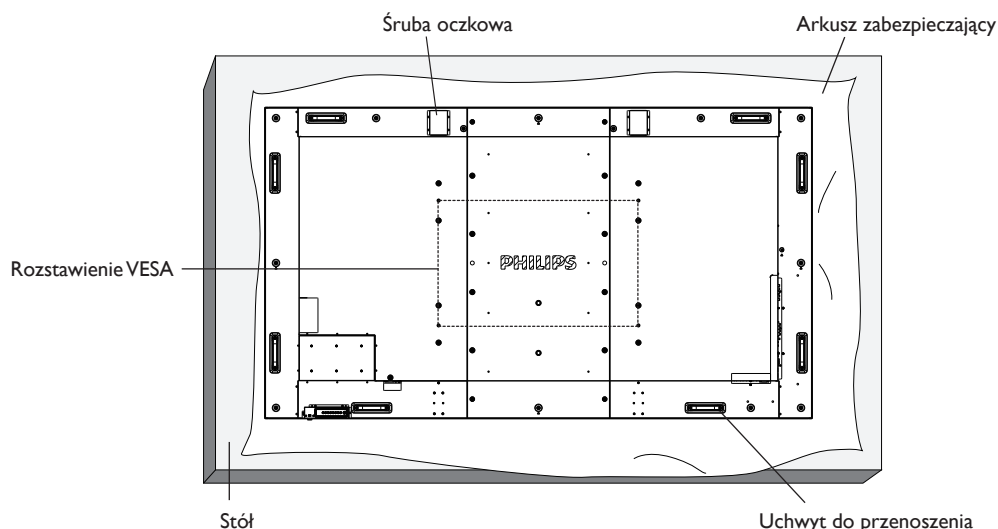 Śruba oczkowa
Arkusz zabezpieczający
PHILIPS
Rozstawienie VESA
Stół
Uchwyt do przenoszenia